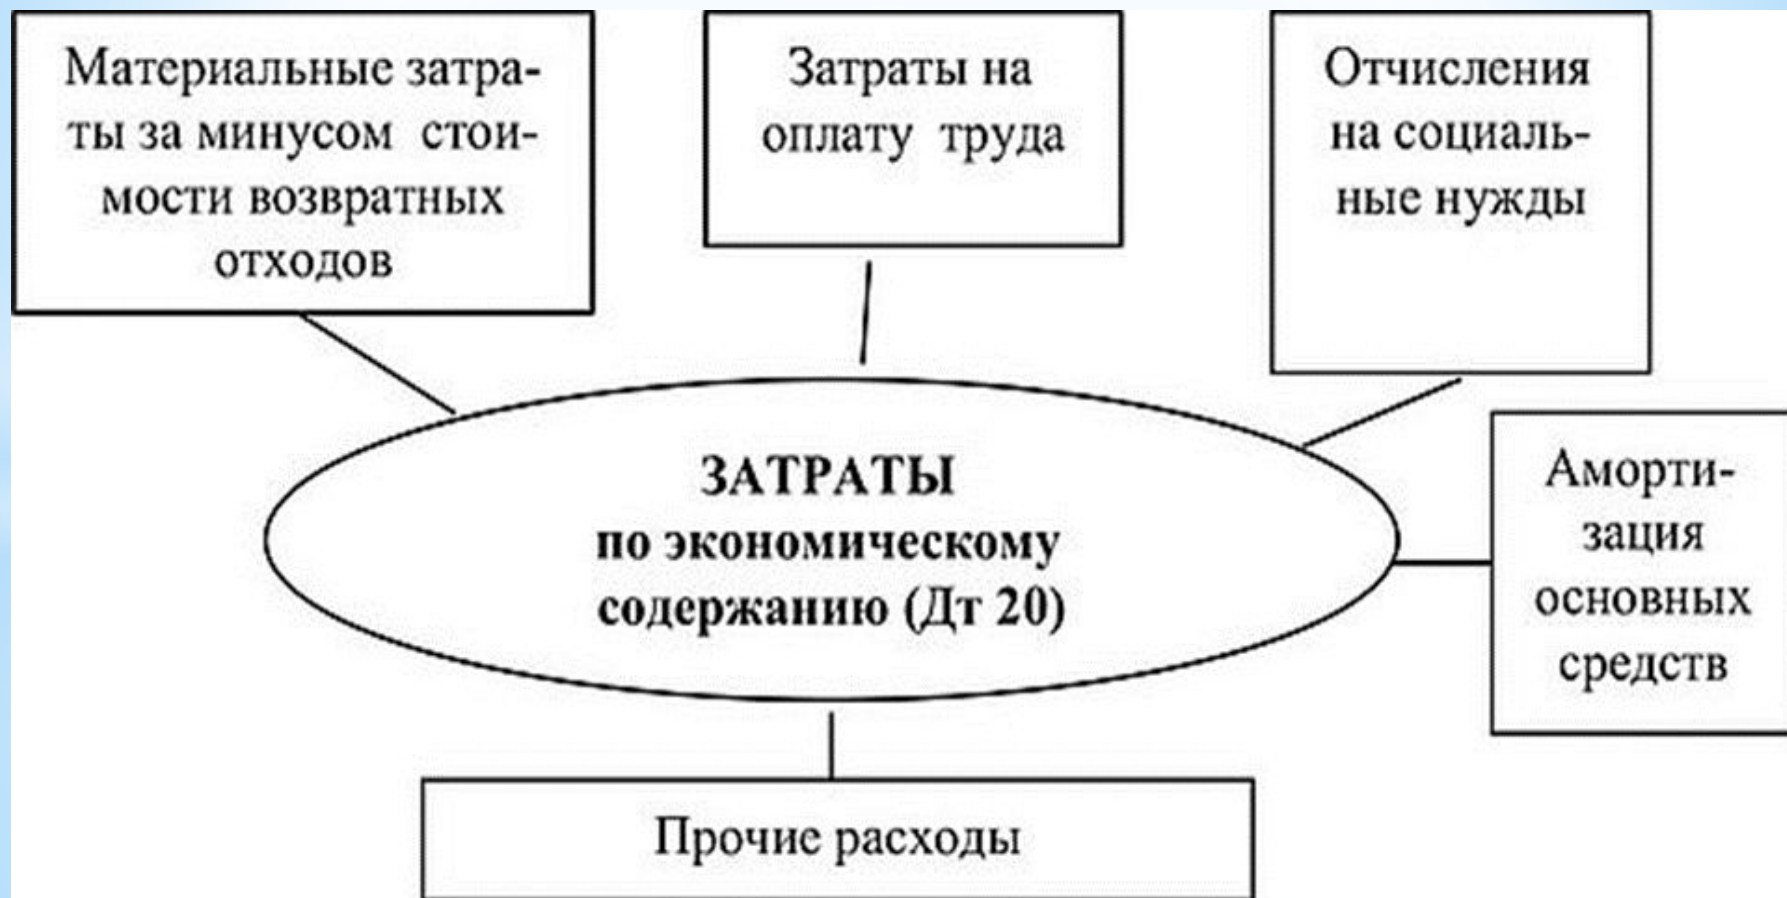 Материальные затра-
ты за минусом стои-
мости возвратных
отходов
Затраты на
оплату труда
Отчисления
на социаль-
ные нужды
ЗАТРАТЫ
по экономическому
содержанию (Дт 20)
Аморти-
зация
основных
средств
Прочие расходы